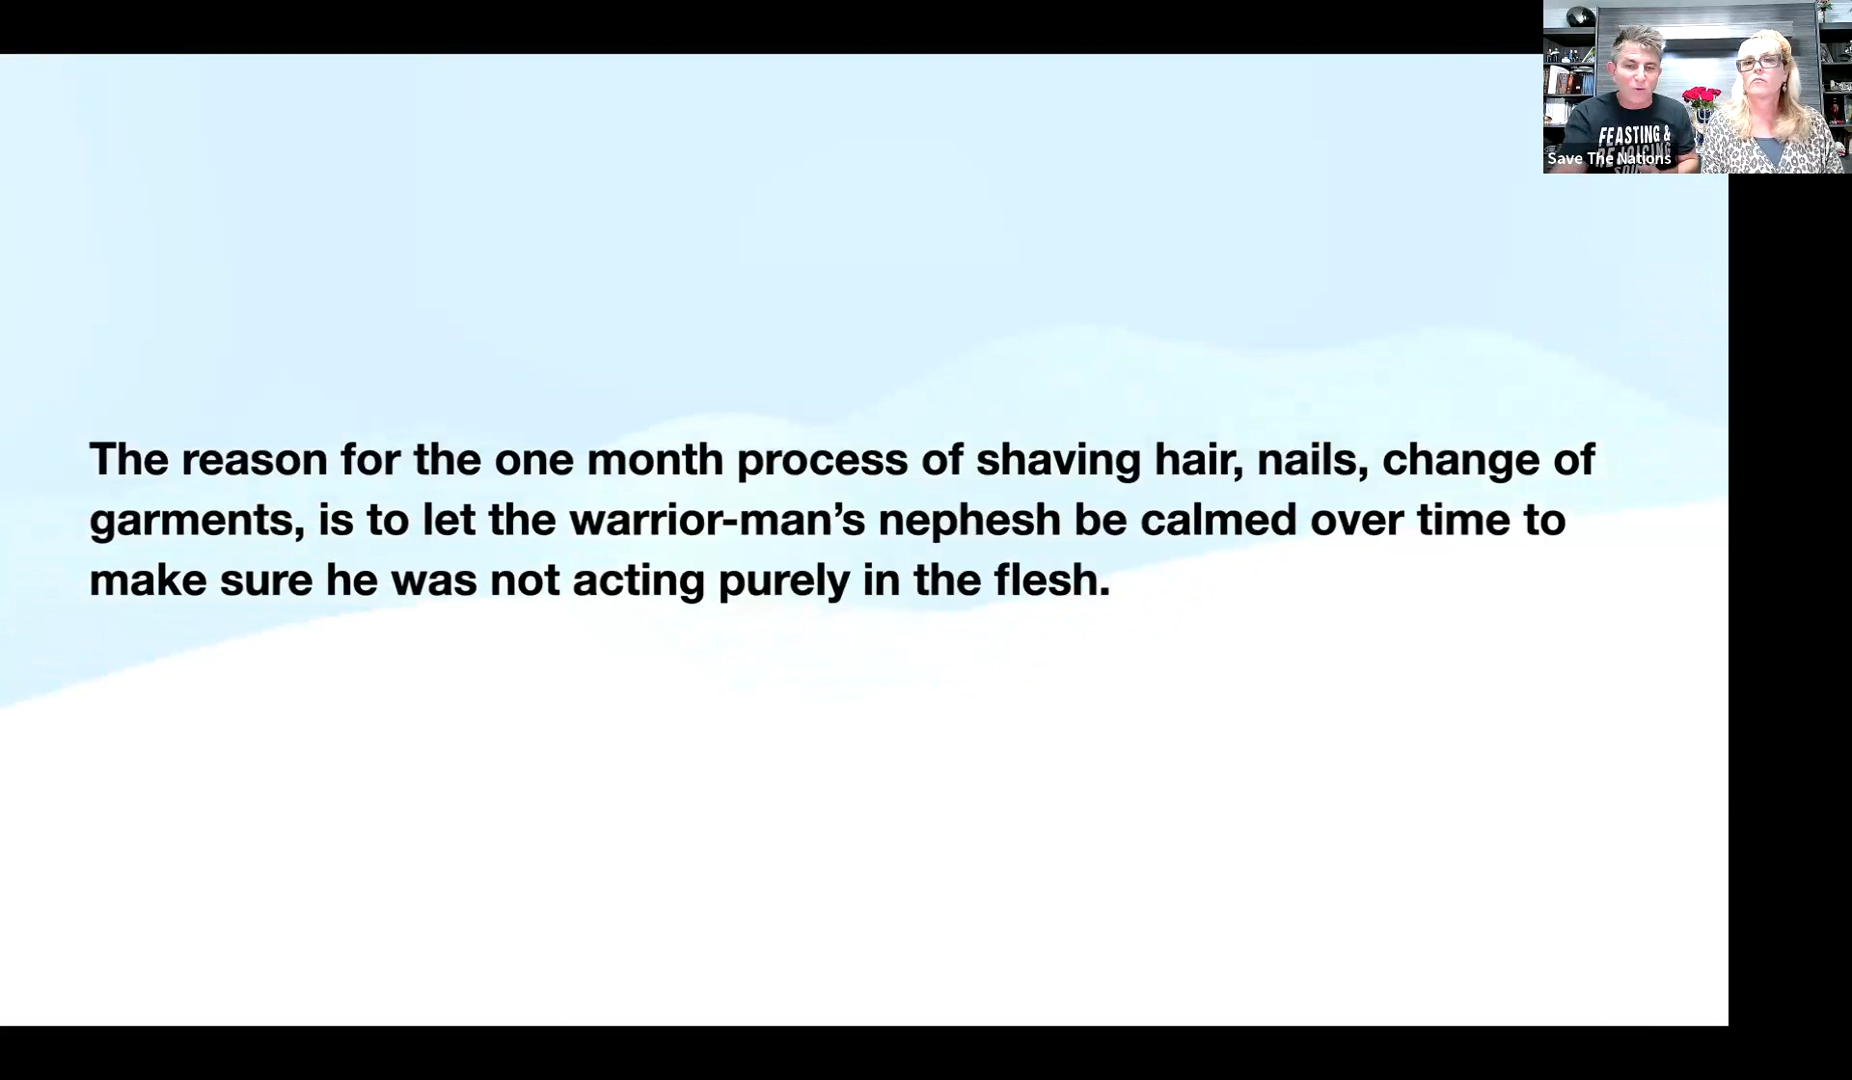 FEASTING &
REJOICING
Save The Nations
The reason for the one month process of shaving hair, nails, change of
garments, is to let the warrior-man’s nephesh be calmed over time to
make sure he was not acting purely in the flesh.